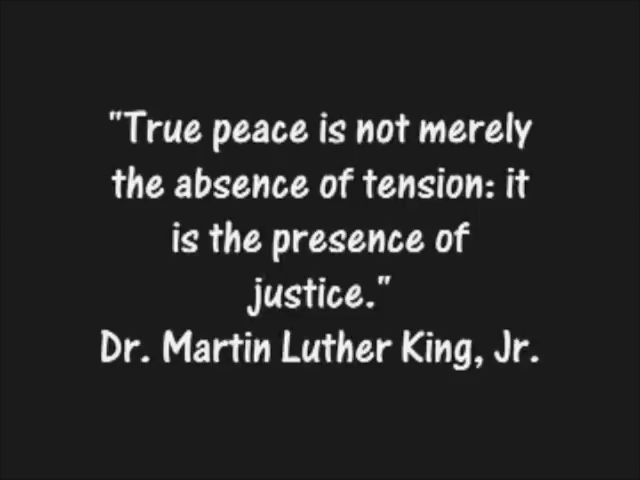 "True peace is not merely
the absence of tension: it
is the presence of
justice."
Dr. Martin Luther King, Jr.